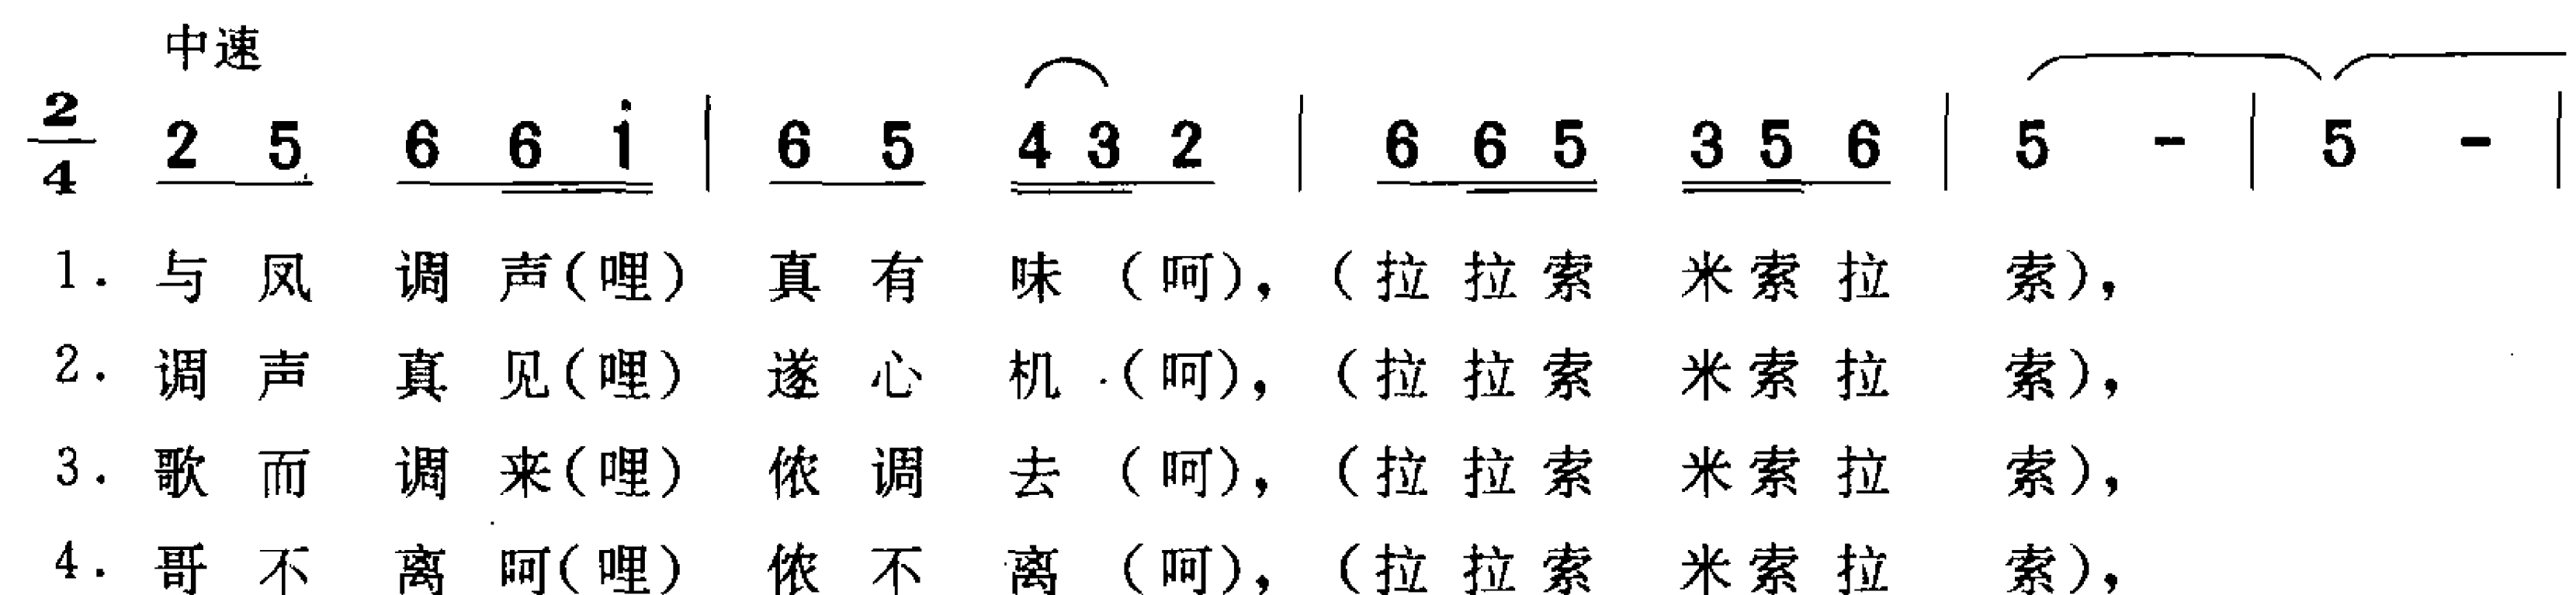 中速
2/4 2 5 6 6 i | 6 5 4 3 2 | 6 6 5 3 5 6 | 5 - | 5 - |
1. 与凤调声(哩)真有味(呵),(拉拉索米索拉索),
2. 调声真见(哩)遂心机(呵),(拉拉索米索拉索),
3. 歌而调来(哩)侬调去(呵),(拉拉索米索拉索),
4. 哥不离呵(哩)侬不离(呵),(拉拉索米索拉索),